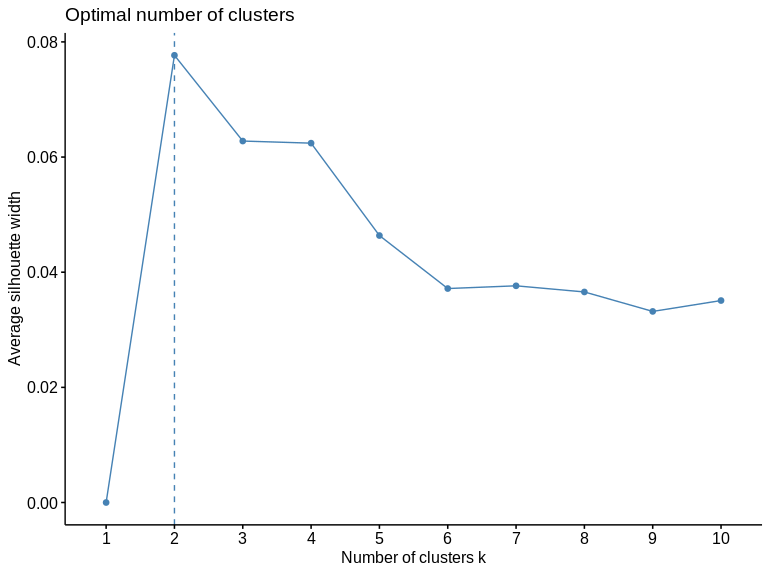 Optimal number of clusters
0.08
0.06
0.04
0.02
0.00
Average silhouette width
1 2 3 4 5 6 7 8 9 10
Number of clusters k